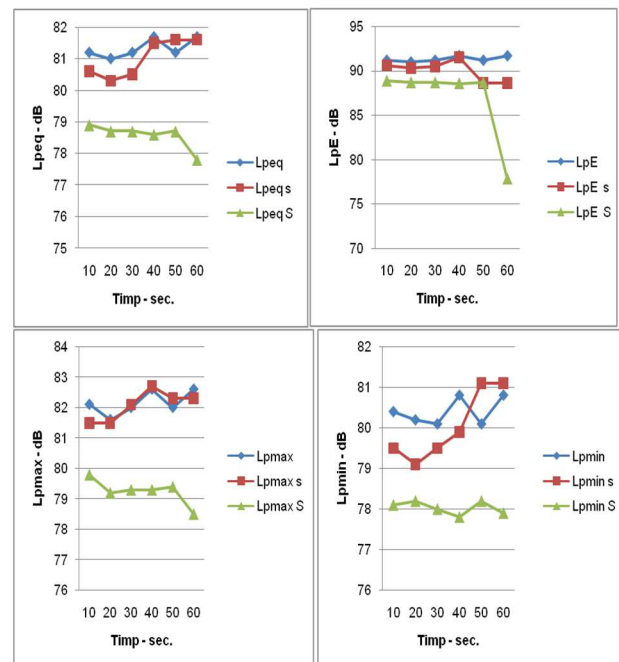 82
81
80
79
78
77
76
75
Lpeq - dB
10 20 30 40 50 60
Timp - sec.
Lpeq
Lpeq s
Lpeq S
100
95
90
85
80
75
70
LpE - dB
10 20 30 40 50 60
Timp - sec.
LpE
LpE s
LpE S
84
83
82
81
80
79
78
77
76
Lpmax - dB
10 20 30 40 50 60
Timp - sec.
Lpmax
Lpmax s
Lpmax S
82
81
80
79
78
77
76
Lpmin - dB
10 20 30 40 50 60
Timp - sec.
Lpmin
Lpmin s
Lpmin S